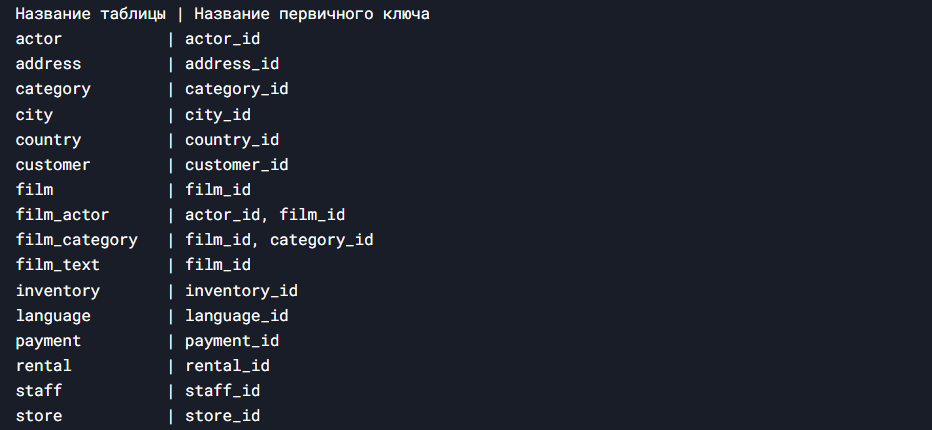 Название таблицы | Название первичного ключа
actor | actor_id
address | address_id
category | category_id
city | city_id
country | country_id
customer | customer_id
film | film_id
film_actor | actor_id, film_id
film_category | film_id, category_id
film_text | film_id
inventory | inventory_id
language | language_id
payment | payment_id
rental | rental_id
staff | staff_id
store | store_id